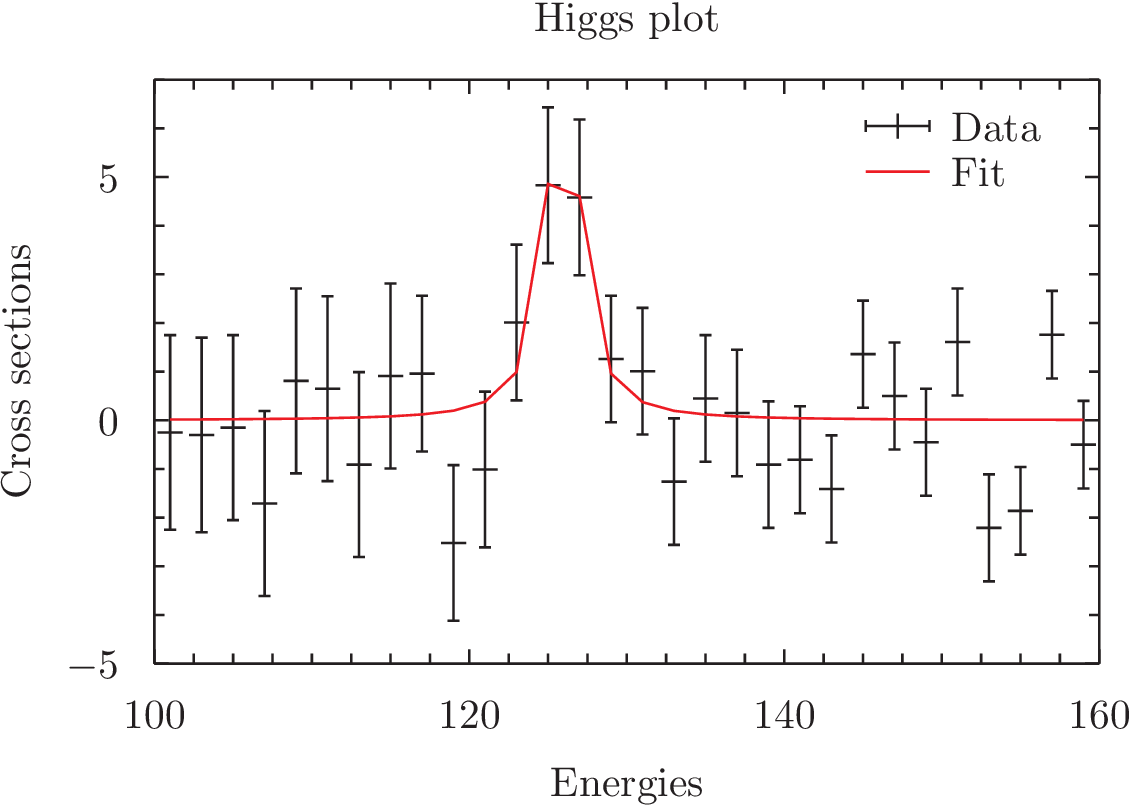 Higgs plot
Data
Fit
Cross sections
5
0
−5
100 120 140 160
Energies